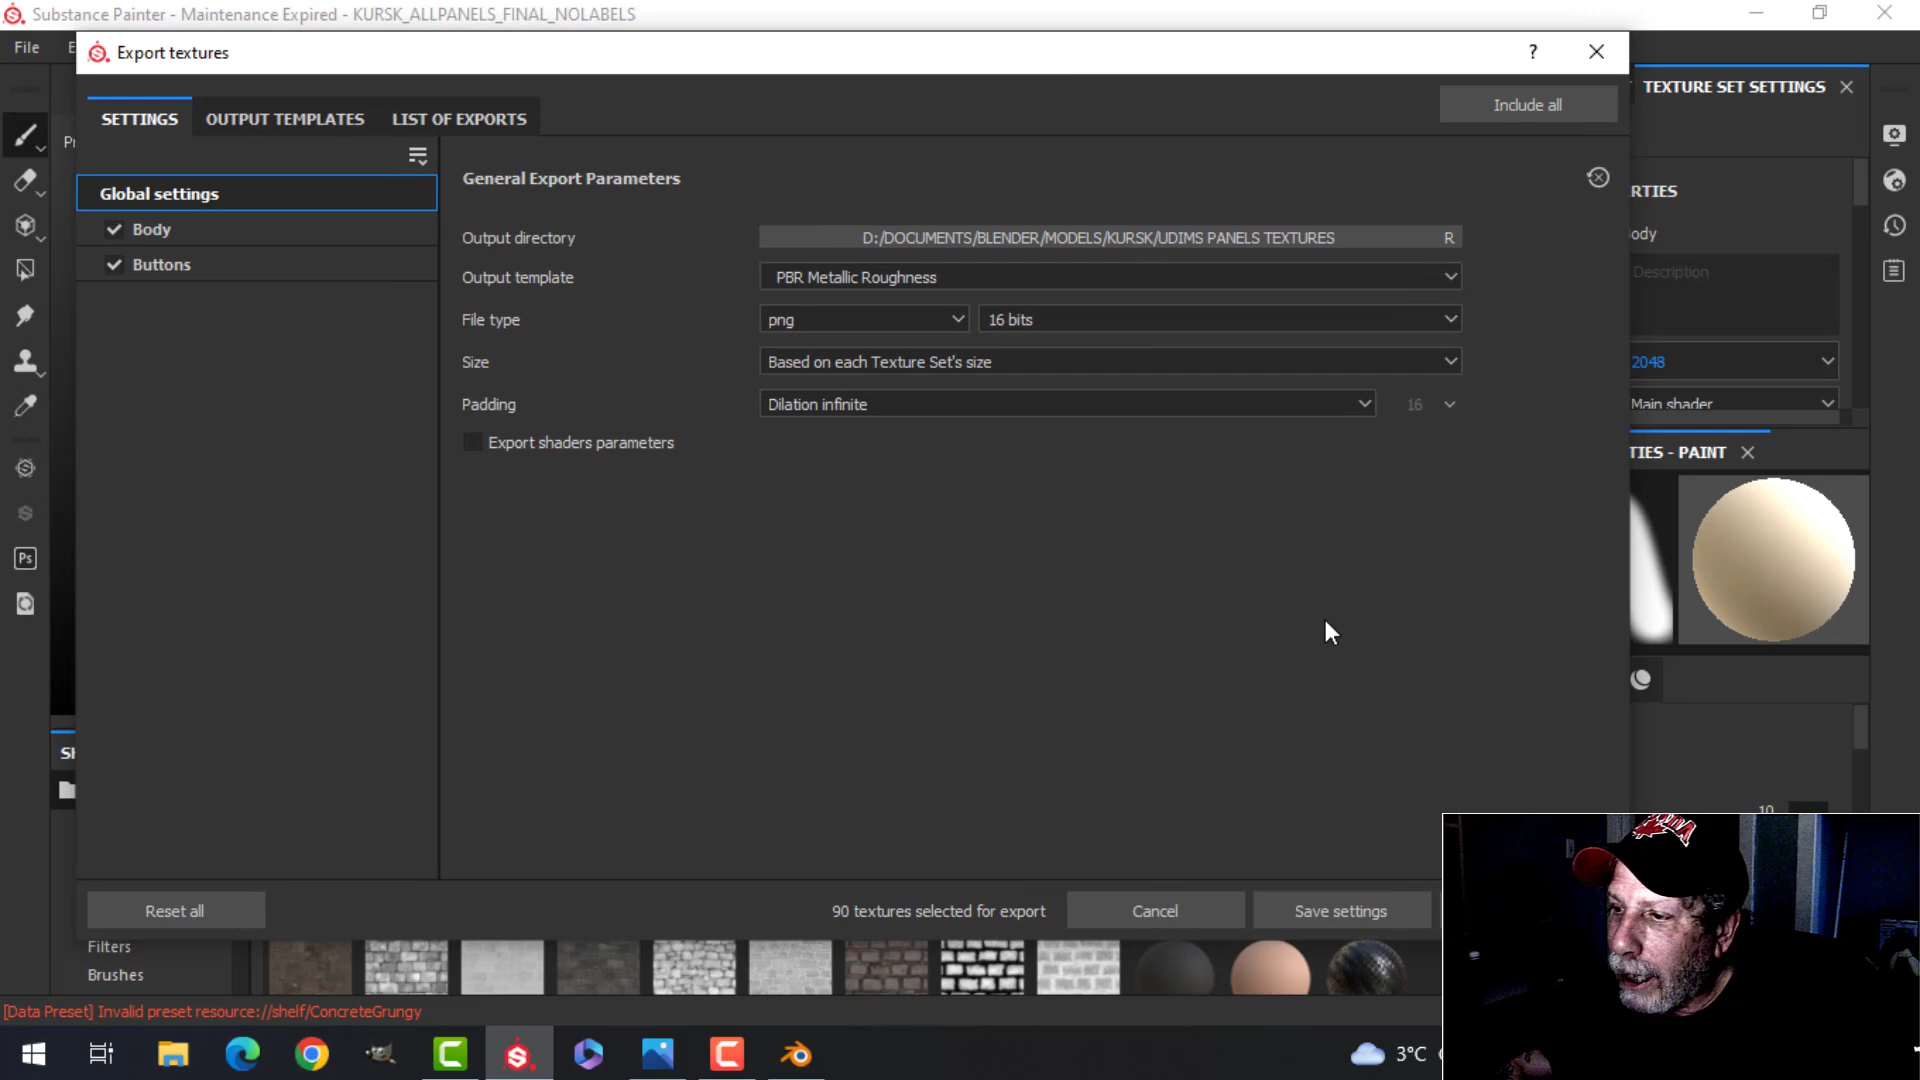 Substance Painter - Maintenance Expired - KURSK_ALLPANELS_FINAL_NOLABELS
File
Export textures
?
TEXTURE SET SETTINGS
SETTINGS
OUTPUT TEMPLATES
LIST OF EXPORTS
Include all
Global settings
Body
Buttons
General Export Parameters
Output directory
D:/DOCUMENTS/BLENDER/MODELS/KURSK/UDIMS PANELS TEXTURES
R
Output template
PBR Metallic Roughness
File type
png
16 bits
Size
Based on each Texture Set's size
Padding
Dilation infinite
16
Export shaders parameters
RTIES
ody
Description
2048
Main shader
TIES - PAINT
Ps
10
Reset all
90 textures selected for export
Cancel
Save settings
Filters
Brushes
[Data Preset] Invalid preset resource://shelf/ConcreteGrungy
3°C